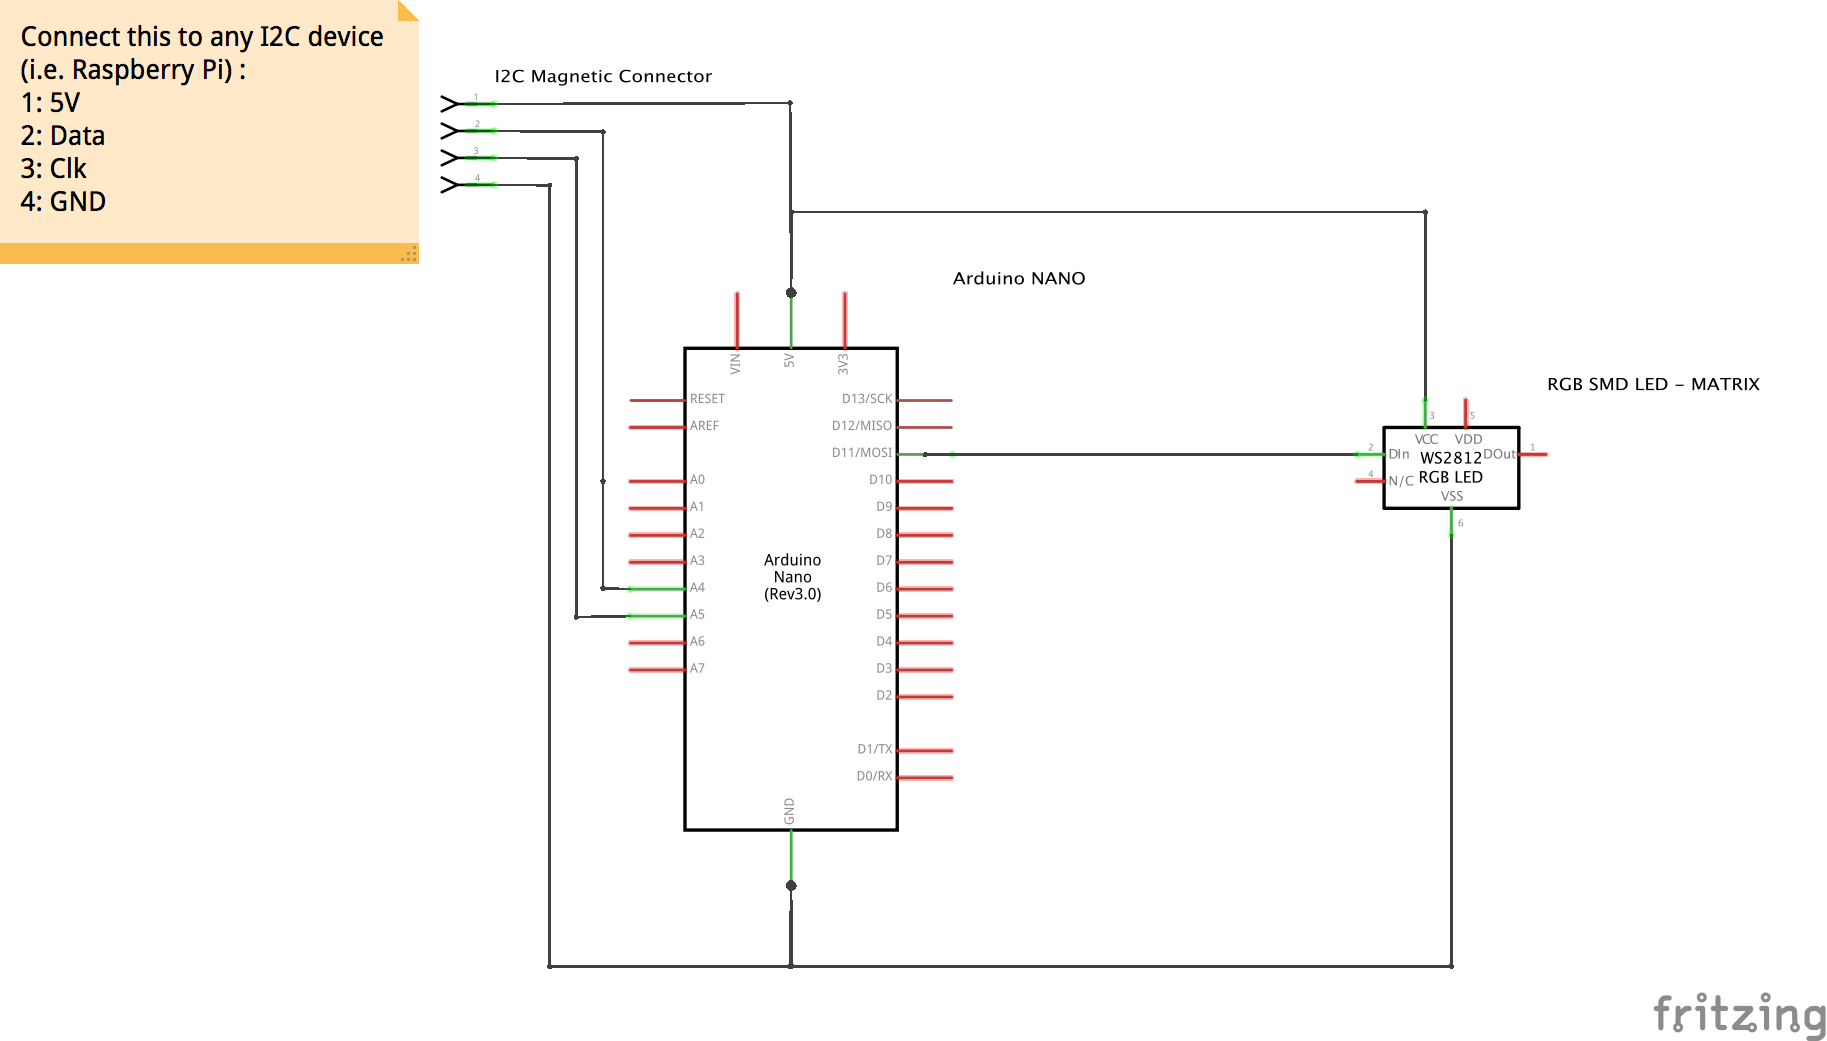 Connect this to any I2C device
(i.e. Raspberry Pi) :
1: 5V
2: Data
3: Clk
4: GND
I2C Magnetic Connector
1
2
3
4
Arduino NANO
VIN
5V
3V3
RESET
AREF
A0
A1
A2
A3
A4
A5
A6
A7
D13/SCK
D12/MISO
D11/MOSI
D10
D9
D8
D7
D6
D5
D4
D3
D2
D1/TX
D0/RX
Arduino
Nano
(Rev3.0)
GND
RGB SMD LED - MATRIX
3
5
VCC VDD
2
DIn
WS2812
DOut
1
4
N/C
RGB LED
VSS
6
fritzing